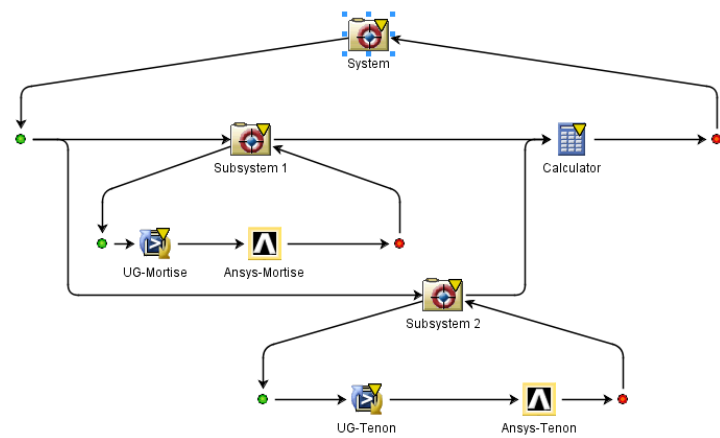 System
Subsystem 1
Calculator
UG-Mortise
Ansys-Mortise
Subsystem 2
UG-Tenon
Ansys-Tenon